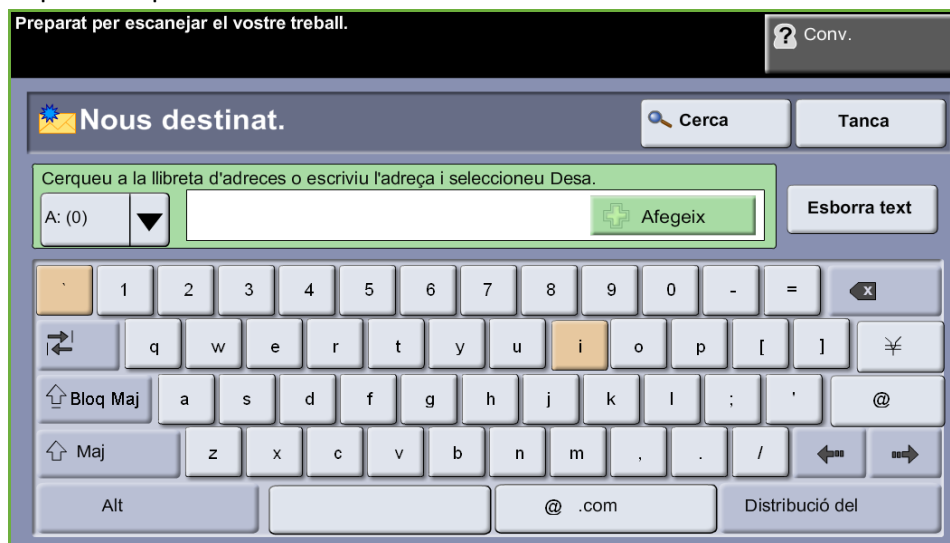 Preparat per escanejar el vostre treball.
? Conv.
Nous destinat.
Cerca
Tanca
Cerqueu a la llibreta d'adreces o escriviu l'adreça i seleccioneu Desa.
A: (0)
Afegeix
Esborra text
` 1 2 3 4 5 6 7 8 9 0 - = x
q w e r t y u i o p [ ] ¥
Bloq Maj a s d f g h j k l ; ' @
Maj z x c v b n m , . /
Alt @ .com Distribució del